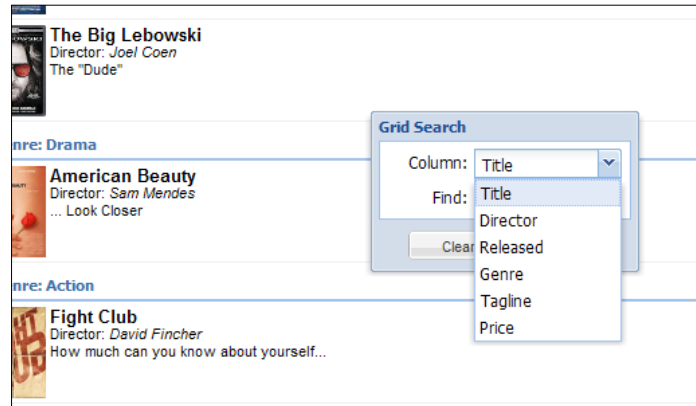 The Big Lebowski
Director: Joel Coen
The "Dude"
nre: Drama
American Beauty
Director: Sam Mendes
... Look Closer
nre: Action
Fight Club
Director: David Fincher
How much can you know about yourself...
Grid Search
Column: Title
Find:
Clear
Title
Director
Released
Genre
Tagline
Price